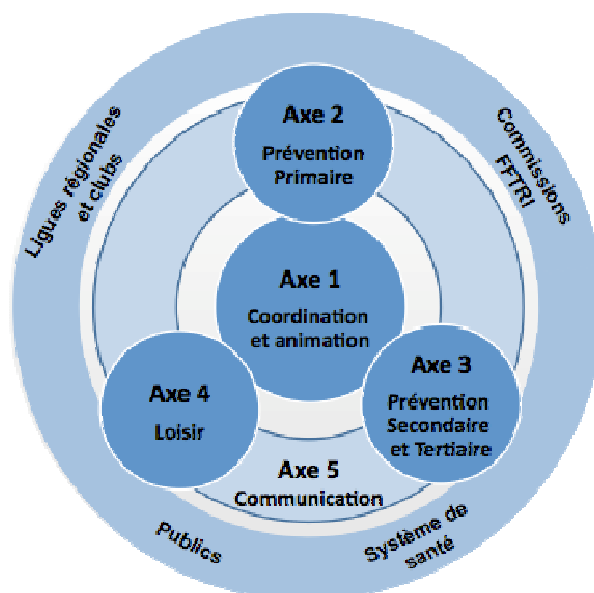 Ligues régionales
et clubs
Commissions
FFTRI
Axe 2
Prévention
Primaire
Axe 1
Coordination
et animation
Axe 4
Loisir
Axe 3
Prévention
Secondaire
et Tertiaire
Axe 5
Communication
Publics
Système de
santé